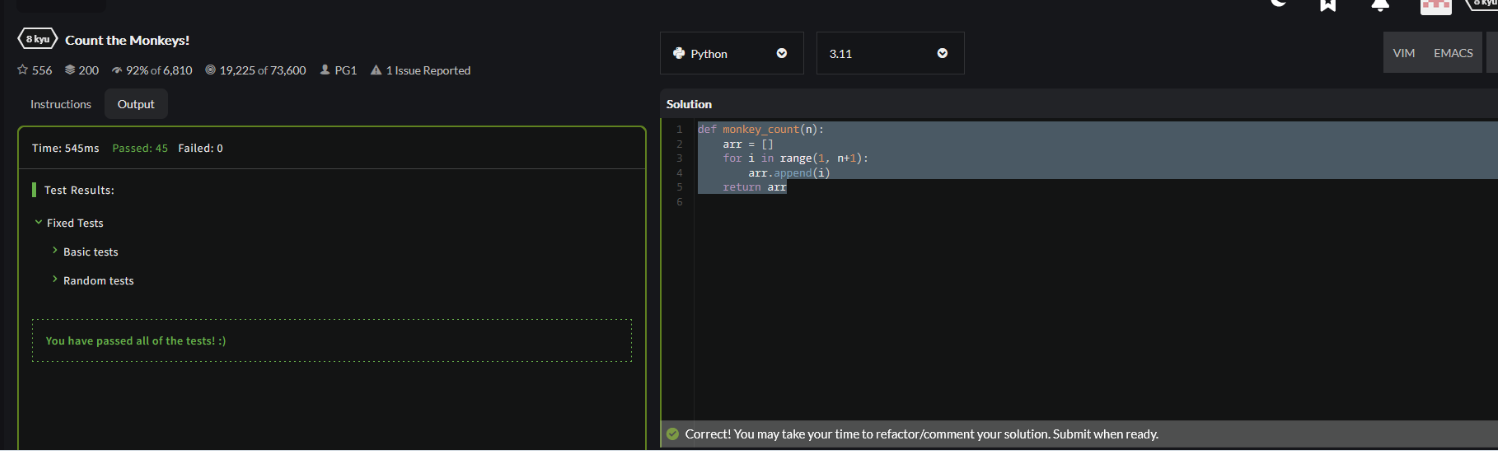 8 kyu Count the Monkeys!
556 200 92% of 6,810 19,225 of 73,600 PG1 1 Issue Reported
Instructions Output
Time: 545ms Passed: 45 Failed: 0
Test Results:
Fixed Tests
Basic tests
Random tests
You have passed all of the tests! :)
8 kyu
Python 3.11 VIM EMACS
Solution
1 def monkey_count(n):
2     arr = []
3     for i in range(1, n+1):
4         arr.append(i)
5     return arr
6
Correct! You may take your time to refactor/comment your solution. Submit when ready.